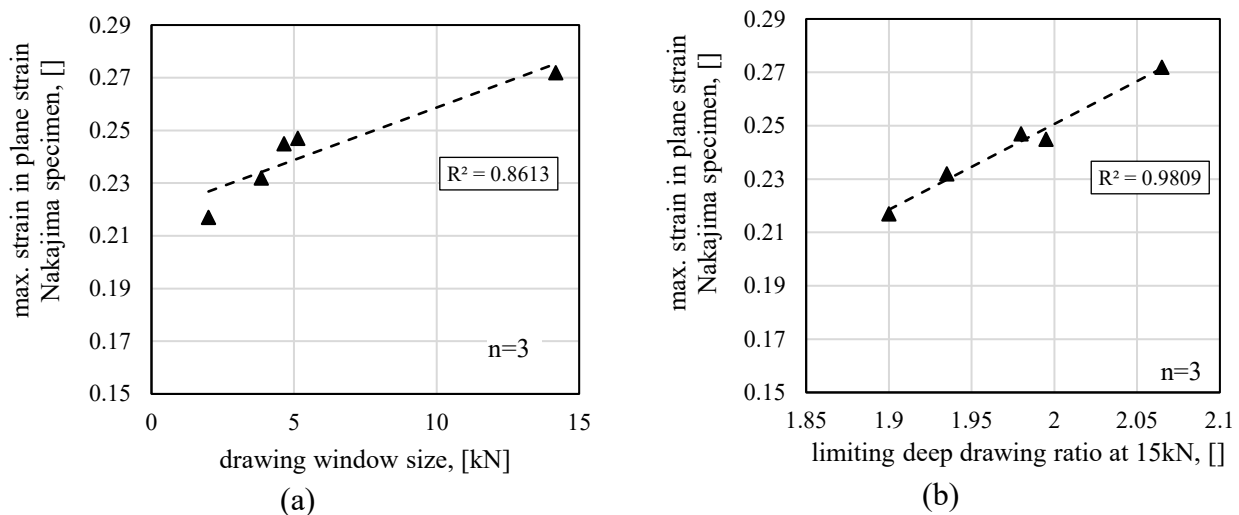 max. strain in plane strain
Nakajima specimen, []
0.29
0.27
0.25
0.23
0.21
0.19
0.17
0.15
R² = 0.8613
n=3
0 5 10 15
drawing window size, [kN]
(a)
max. strain in plane strain
Nakajima specimen, []
0.29
0.27
0.25
0.23
0.21
0.19
0.17
0.15
R² = 0.9809
n=3
1.85 1.9 1.95 2 2.05 2.1
limiting deep drawing ratio at 15kN, []
(b)